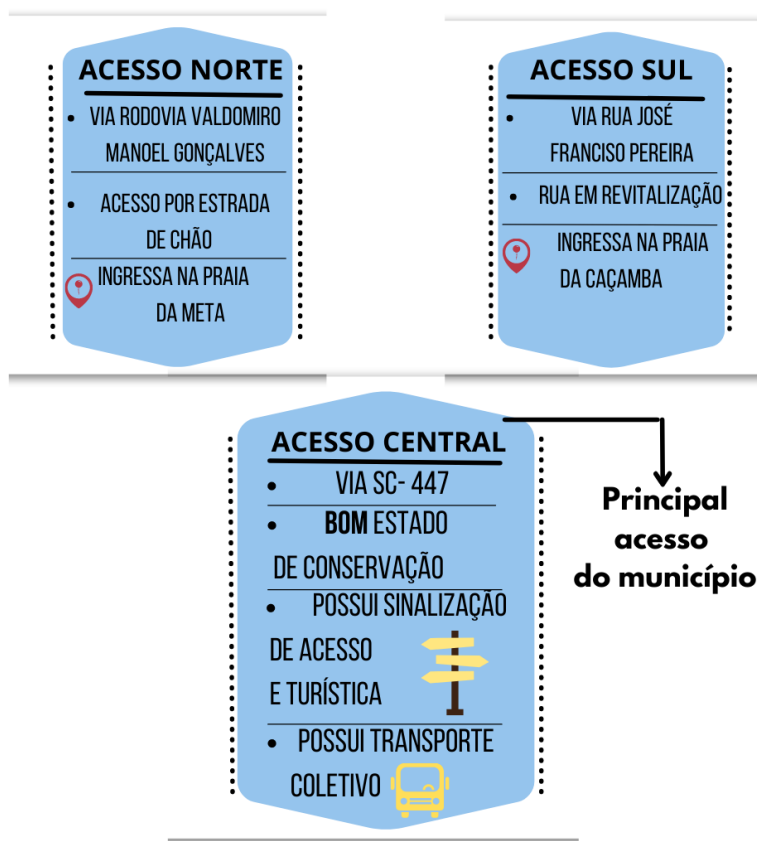 ACESSO NORTE
• VIA RODOVIA VALDOMIRO
MANOEL GONÇALVES
• ACESSO POR ESTRADA
DE CHÃO
INGRESSA NA PRAIA
DA META
ACESSO SUL
• VIA RUA JOSÉ
FRANCISO PEREIRA
• RUA EM REVITALIZAÇÃO
INGRESSA NA PRAIA
DA CAÇAMBA
ACESSO CENTRAL
• VIA SC- 447
• BOM ESTADO
DE CONSERVAÇÃO
• POSSUI SINALIZAÇÃO
DE ACESSO
E TURÍSTICA
• POSSUI TRANSPORTE
COLETIVO
Principal
acesso
do município